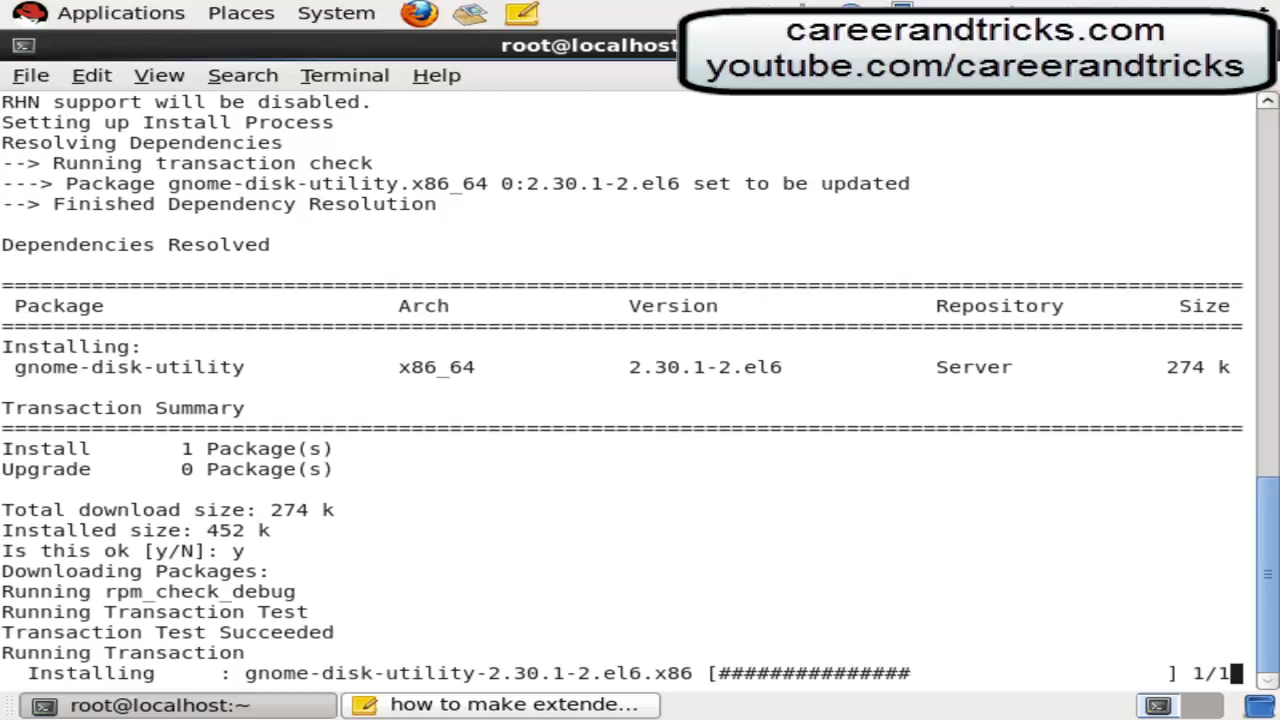 Applications Places System
careerandtricks.com
youtube.com/careerandtricks
root@localhost
File Edit View Search Terminal Help
RHN support will be disabled.
Setting up Install Process
Resolving Dependencies
--> Running transaction check
---> Package gnome-disk-utility.x86_64 0:2.30.1-2.el6 set to be updated
--> Finished Dependency Resolution
Dependencies Resolved
================================================================================
Package Arch Version Repository Size
================================================================================
Installing:
gnome-disk-utility x86_64 2.30.1-2.el6 Server 274 k
Transaction Summary
================================================================================
Install 1 Package(s)
Upgrade 0 Package(s)
Total download size: 274 k
Installed size: 452 k
Is this ok [y/N]: y
Downloading Packages:
Running rpm_check_debug
Running Transaction Test
Transaction Test Succeeded
Running Transaction
Installing : gnome-disk-utility-2.30.1-2.el6.x86 [############### ] 1/1
root@localhost:~ how to make extende...